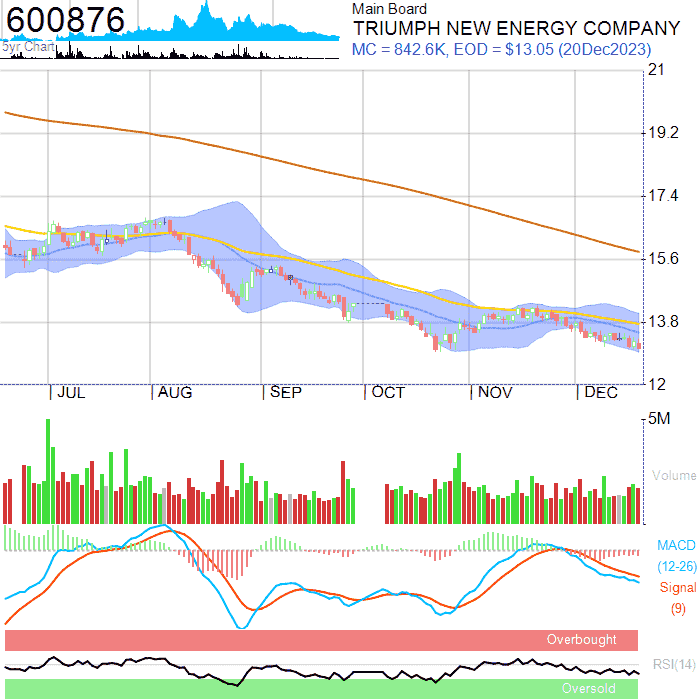 600876
5yr Chart
Main Board
TRIUMPH NEW ENERGY COMPANY
MC = 842.6K, EOD = $13.05 (20Dec2023)
21
19.2
17.4
15.6
13.8
12
JUL
AUG
SEP
OCT
NOV
DEC
5M
Volume
MACD
(12-26)
Signal
(9)
Overbought
RSI(14)
Oversold